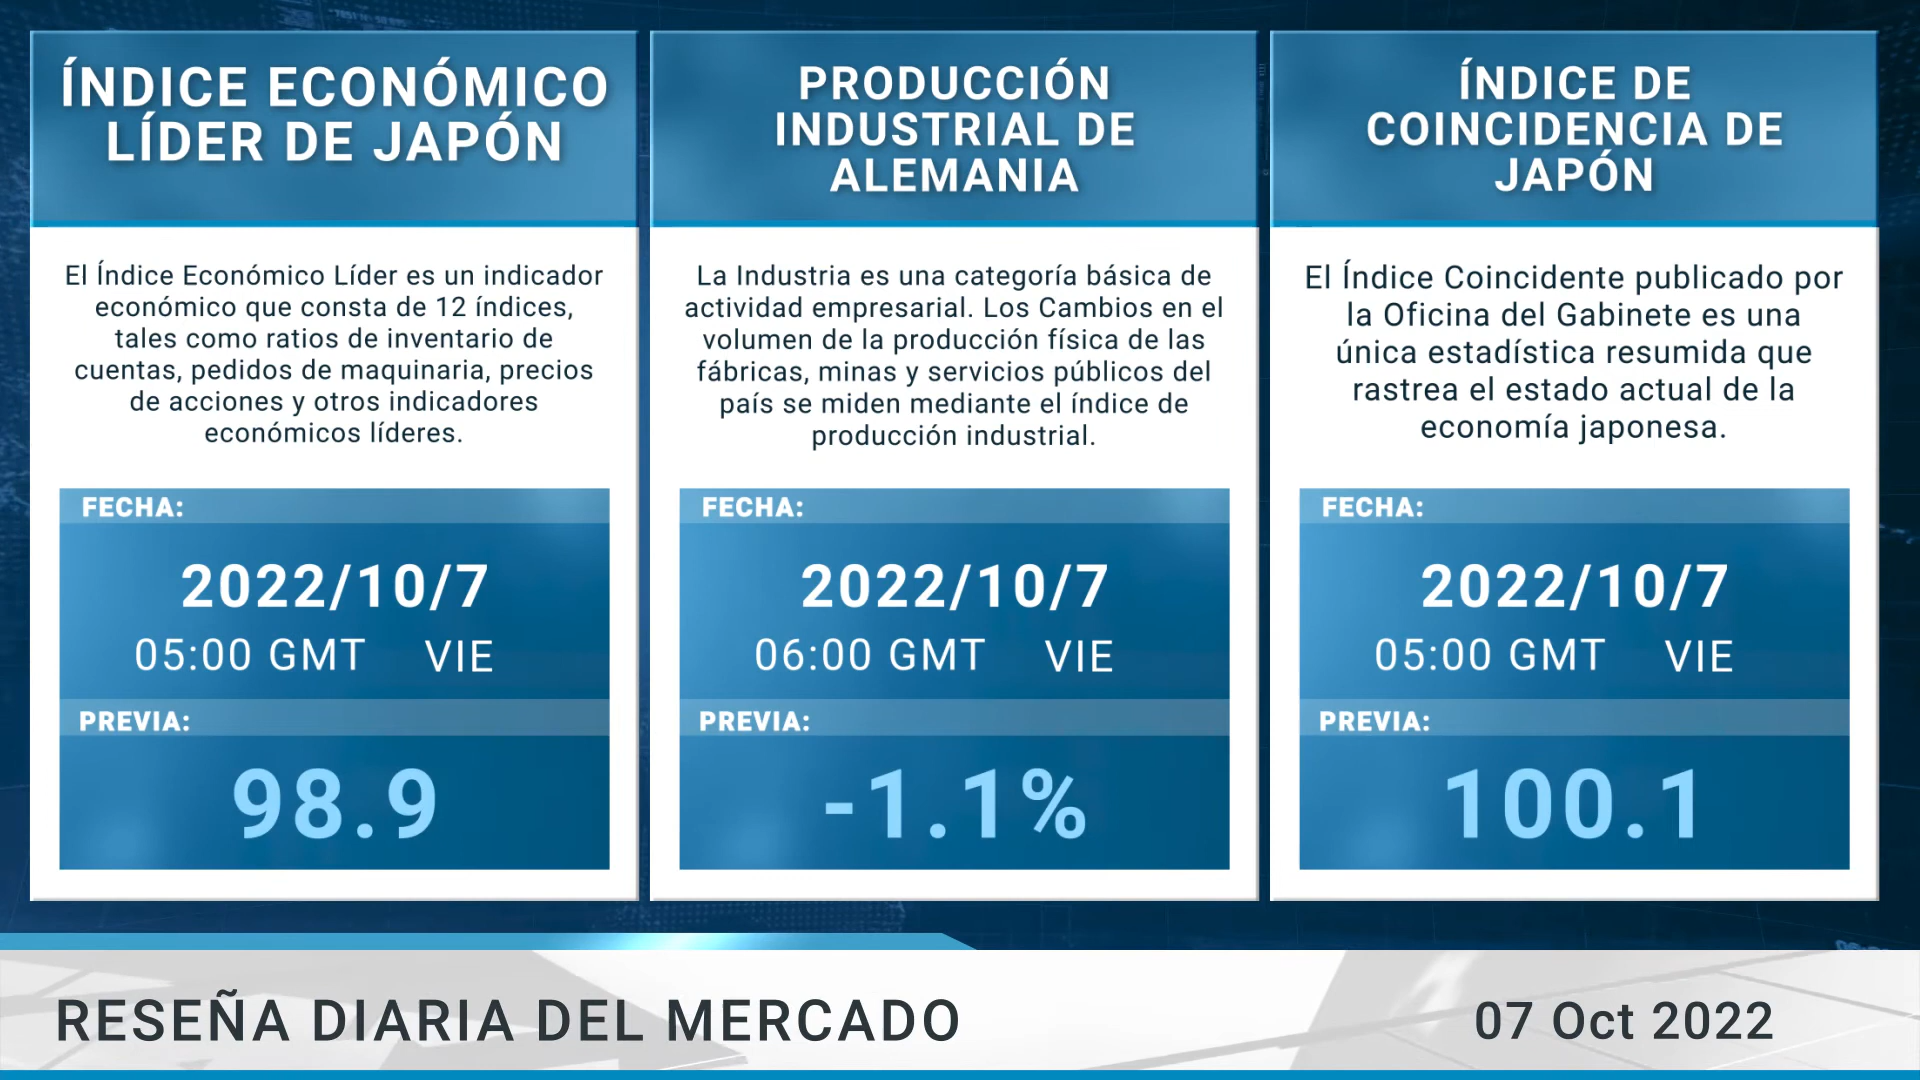 ÍNDICE ECONÓMICO
LÍDER DE JAPÓN
El Índice Económico Líder es un indicador
económico que consta de 12 índices,
tales como ratios de inventario de
cuentas, pedidos de maquinaria, precios
de acciones y otros indicadores
económicos líderes.
FECHA:
2022/10/7
05:00 GMT VIE
PREVIA:
98.9
PRODUCCIÓN
INDUSTRIAL DE
ALEMANIA
La Industria es una categoría básica de
actividad empresarial. Los Cambios en el
volumen de la producción física de las
fábricas, minas y servicios públicos del
país se miden mediante el índice de
producción industrial.
FECHA:
2022/10/7
06:00 GMT VIE
PREVIA:
-1.1%
ÍNDICE DE
COINCIDENCIA DE
JAPÓN
El Índice Coincidente publicado por
la Oficina del Gabinete es una
única estadística resumida que
rastrea el estado actual de la
economía japonesa.
FECHA:
2022/10/7
05:00 GMT VIE
PREVIA:
100.1
RESEÑA DIARIA DEL MERCADO
07 Oct 2022